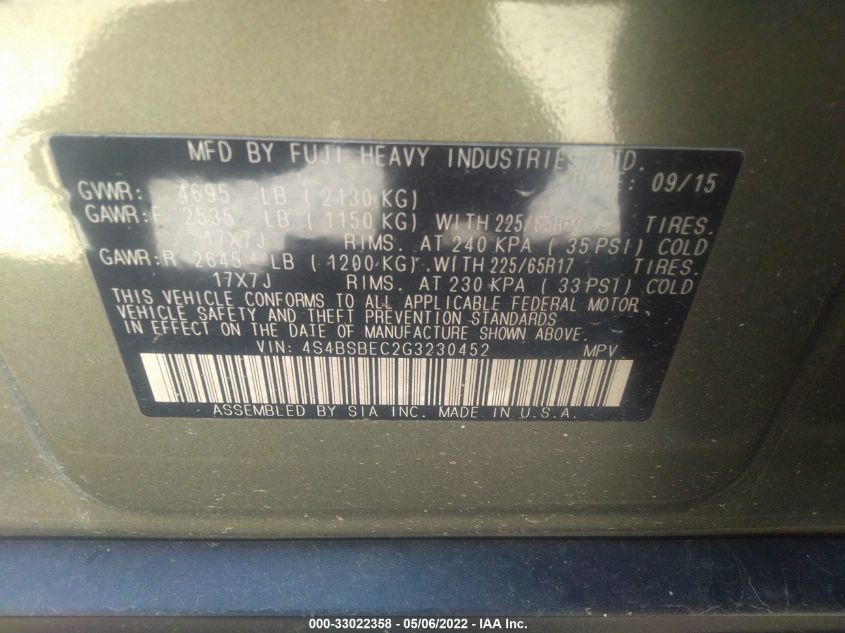 MFD BY FUJI HEAVY INDUSTRIES LTD.
DATE: 09/15
GVWR: 4695 LB ( 2130 KG)
GAWR:F 2535 LB ( 1150 KG) WITH 225/65R17 TIRES.
17X7J RIMS. AT 240 KPA ( 35 PSI) COLD
GAWR:R 2645 LB ( 1200 KG). WITH 225/65R17 TIRES.
17X7J RIMS. AT 230 KPA ( 33 PSI) COLD
THIS VEHICLE CONFORMS TO ALL APPLICABLE FEDERAL MOTOR
VEHICLE SAFETY AND THEFT PREVENTION STANDARDS
IN EFFECT ON THE DATE OF MANUFACTURE SHOWN ABOVE.
VIN: 4S4BSBEC2G3230452 MPV
ASSEMBLED BY SIA INC. MADE IN U.S.A.
000-33022358 - 05/06/2022 - © IAA, Inc.